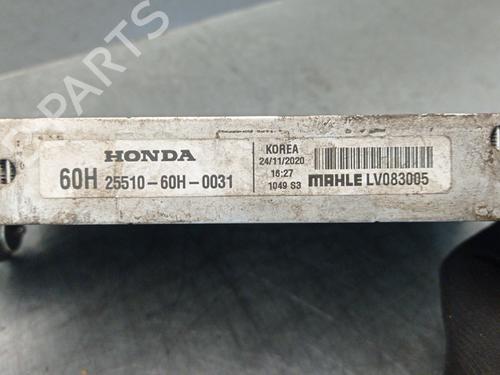 PARTS
HONDA
60H 25510-60H-0031
KOREA
24/11/2020
16:27
1049 S3
MAHLE LV083005